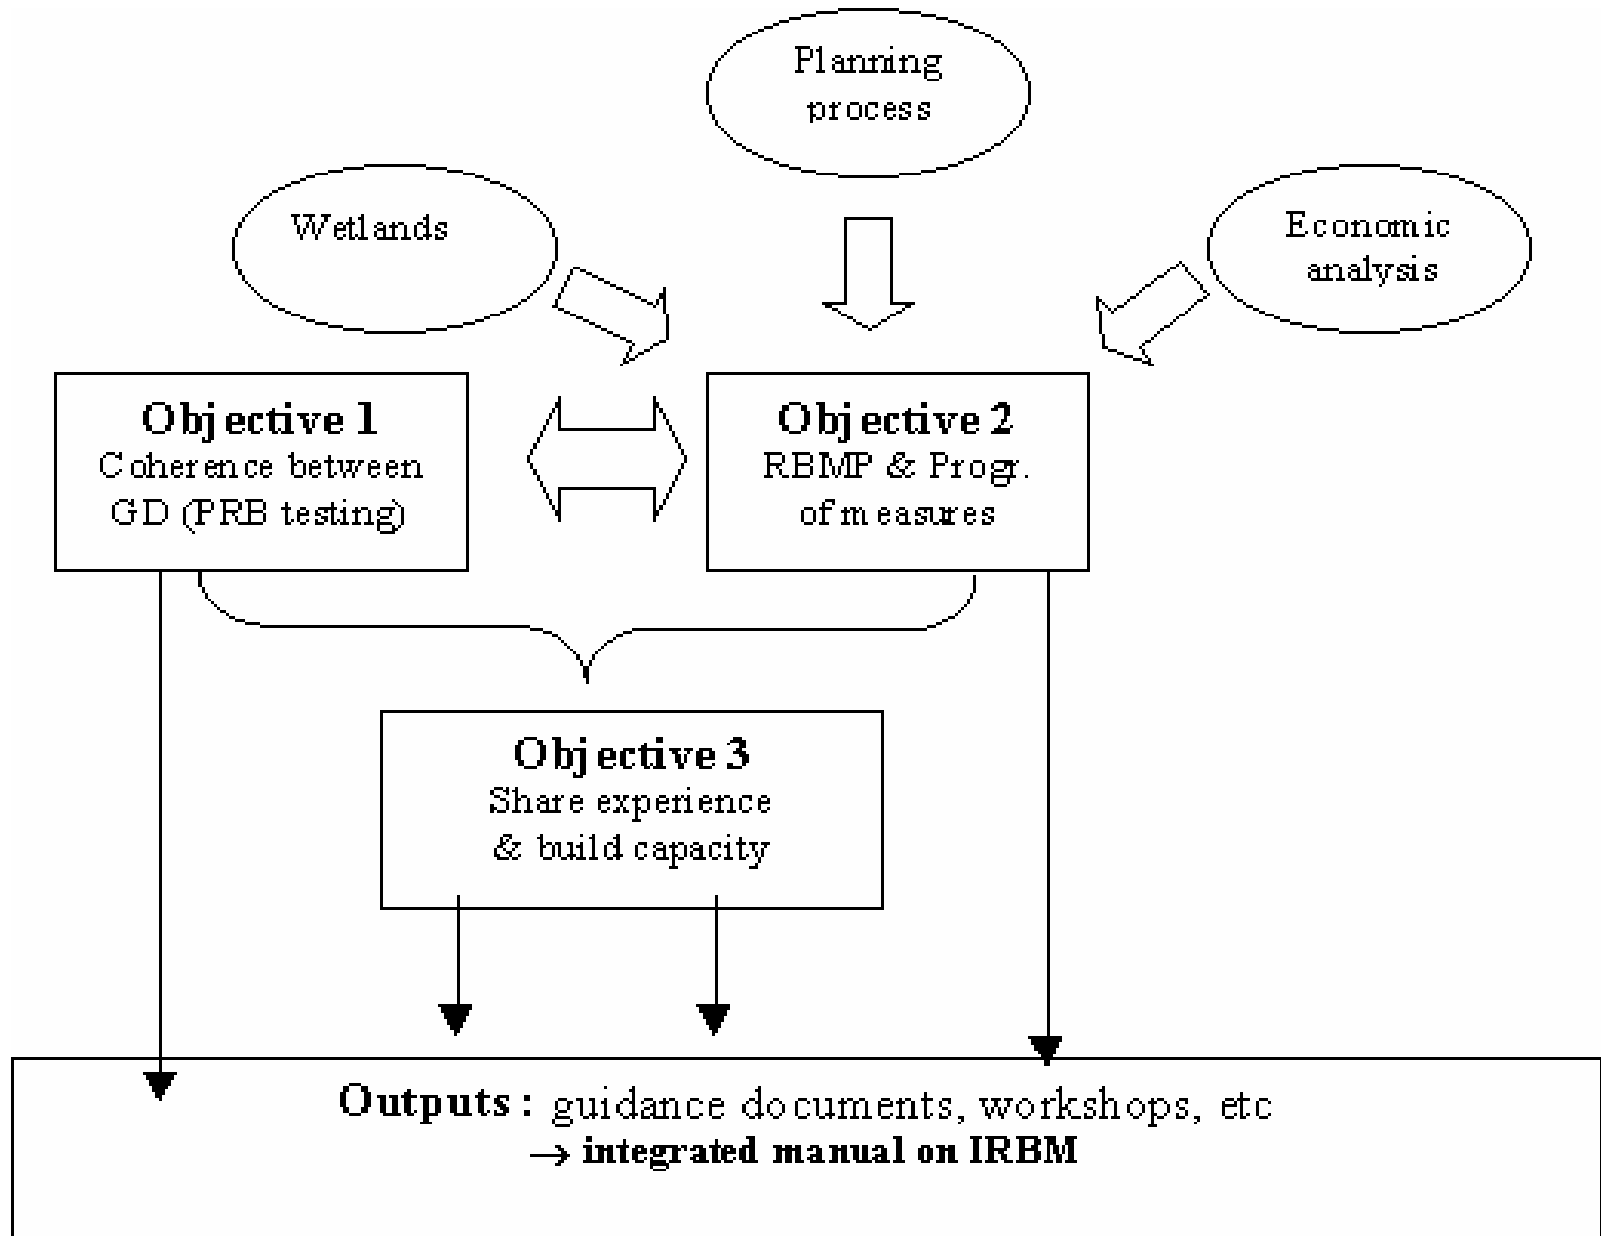 Planning
process
Wetlands
Economic
analysis
Objective 1
Coherence between
GD (PRB testing)
Objective 2
RBMP & Progr.
of measures
Objective 3
Share experience
& build capacity
Outputs: guidance documents, workshops, etc
→ integrated manual on IRBM